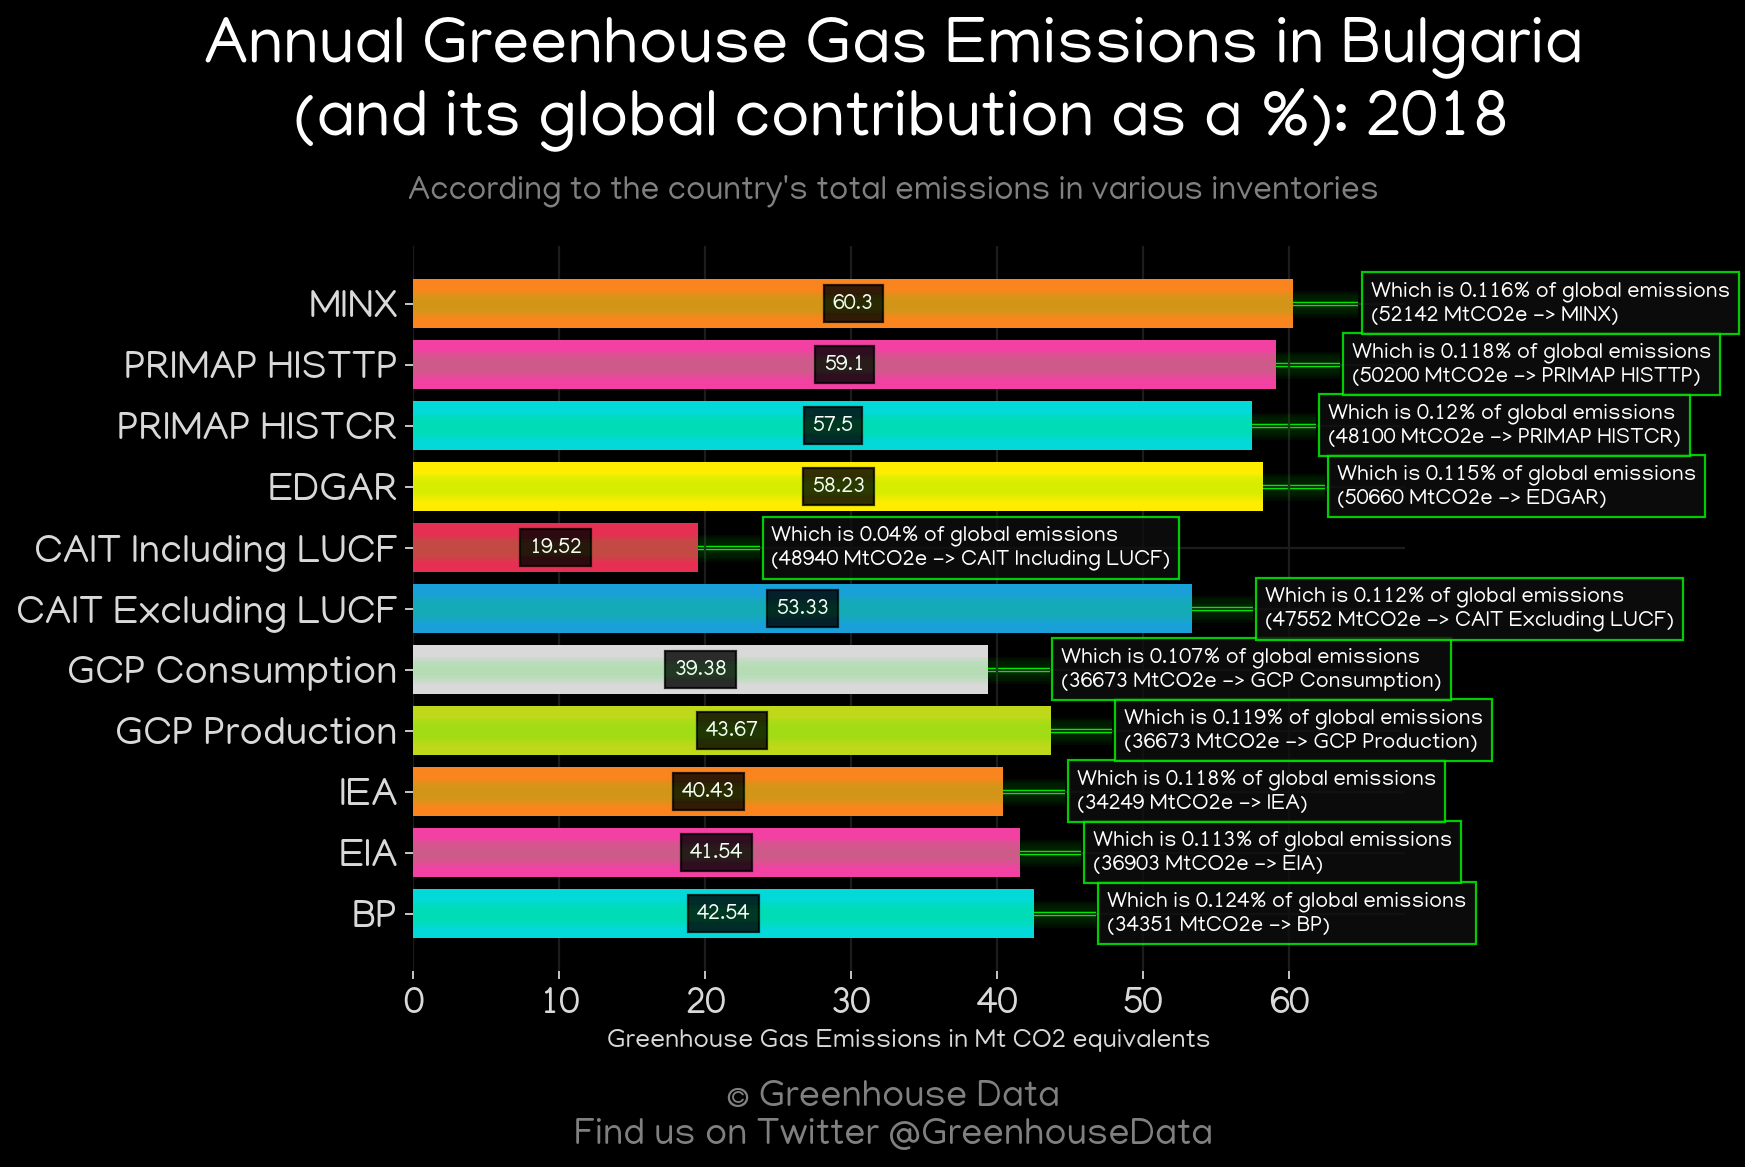 Annual Greenhouse Gas Emissions in Bulgaria
(and its global contribution as a %): 2018
According to the country's total emissions in various inventories
MINX
60.3
Which is 0.116% of global emissions
(52142 MtCO2e -> MINX)
PRIMAP HISTTP
59.1
Which is 0.118% of global emissions
(50200 MtCO2e -> PRIMAP HISTTP)
PRIMAP HISTCR
57.5
Which is 0.12% of global emissions
(48100 MtCO2e -> PRIMAP HISTCR)
EDGAR
58.23
Which is 0.115% of global emissions
(50660 MtCO2e -> EDGAR)
CAIT Including LUCF
19.52
Which is 0.04% of global emissions
(48940 MtCO2e -> CAIT Including LUCF)
CAIT Excluding LUCF
53.33
Which is 0.112% of global emissions
(47552 MtCO2e -> CAIT Excluding LUCF)
GCP Consumption
39.38
Which is 0.107% of global emissions
(36673 MtCO2e -> GCP Consumption)
GCP Production
43.67
Which is 0.119% of global emissions
(36673 MtCO2e -> GCP Production)
IEA
40.43
Which is 0.118% of global emissions
(34249 MtCO2e -> IEA)
EIA
41.54
Which is 0.113% of global emissions
(36903 MtCO2e -> EIA)
BP
42.54
Which is 0.124% of global emissions
(34351 MtCO2e -> BP)
0 10 20 30 40 50 60
Greenhouse Gas Emissions in Mt CO2 equivalents
© Greenhouse Data
Find us on Twitter @GreenhouseData